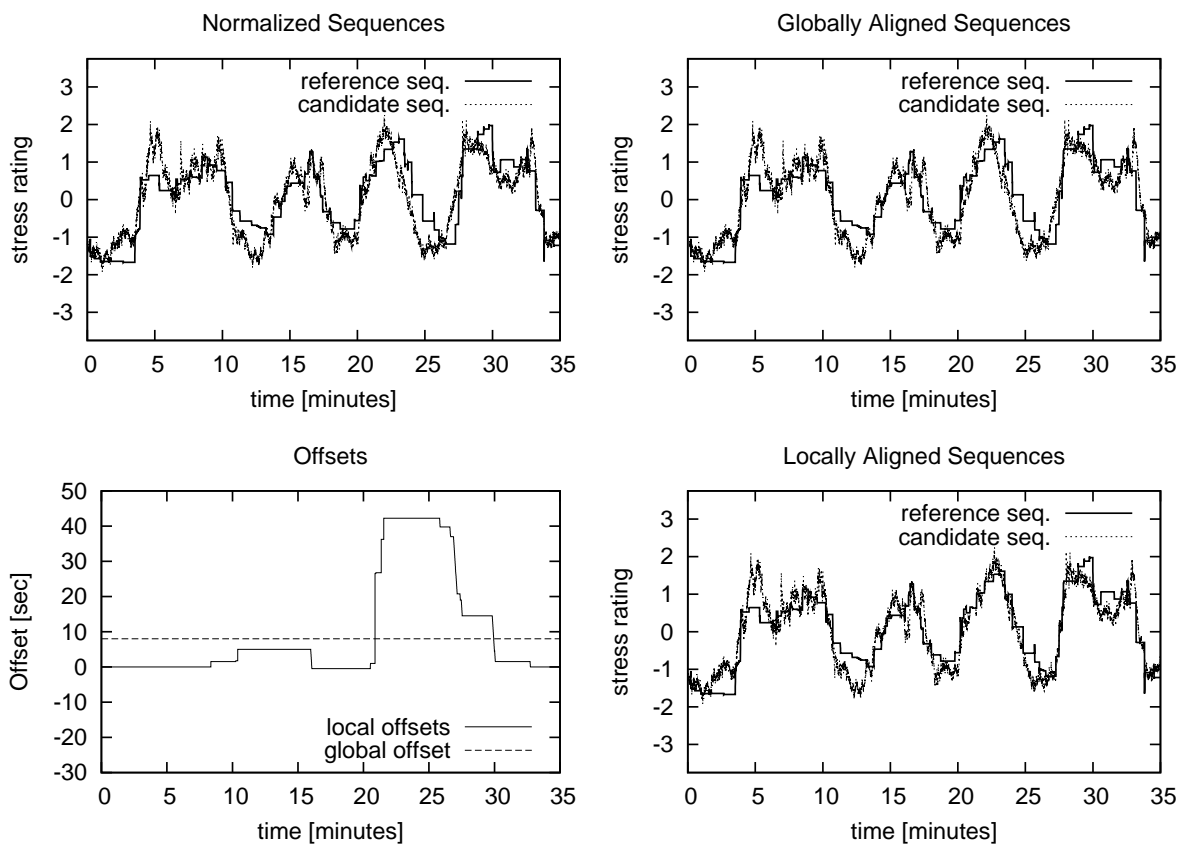 Normalized Sequences
3
2
1
0
-1
-2
-3
0 5 10 15 20 25 30 35
stress rating
time [minutes]
reference seq.
candidate seq.
Globally Aligned Sequences
3
2
1
0
-1
-2
-3
0 5 10 15 20 25 30 35
stress rating
time [minutes]
reference seq.
candidate seq.
Offsets
50
40
30
20
10
0
-10
-20
-30
0 5 10 15 20 25 30 35
Offset [sec]
time [minutes]
local offsets
global offset
Locally Aligned Sequences
3
2
1
0
-1
-2
-3
0 5 10 15 20 25 30 35
stress rating
time [minutes]
reference seq.
candidate seq.